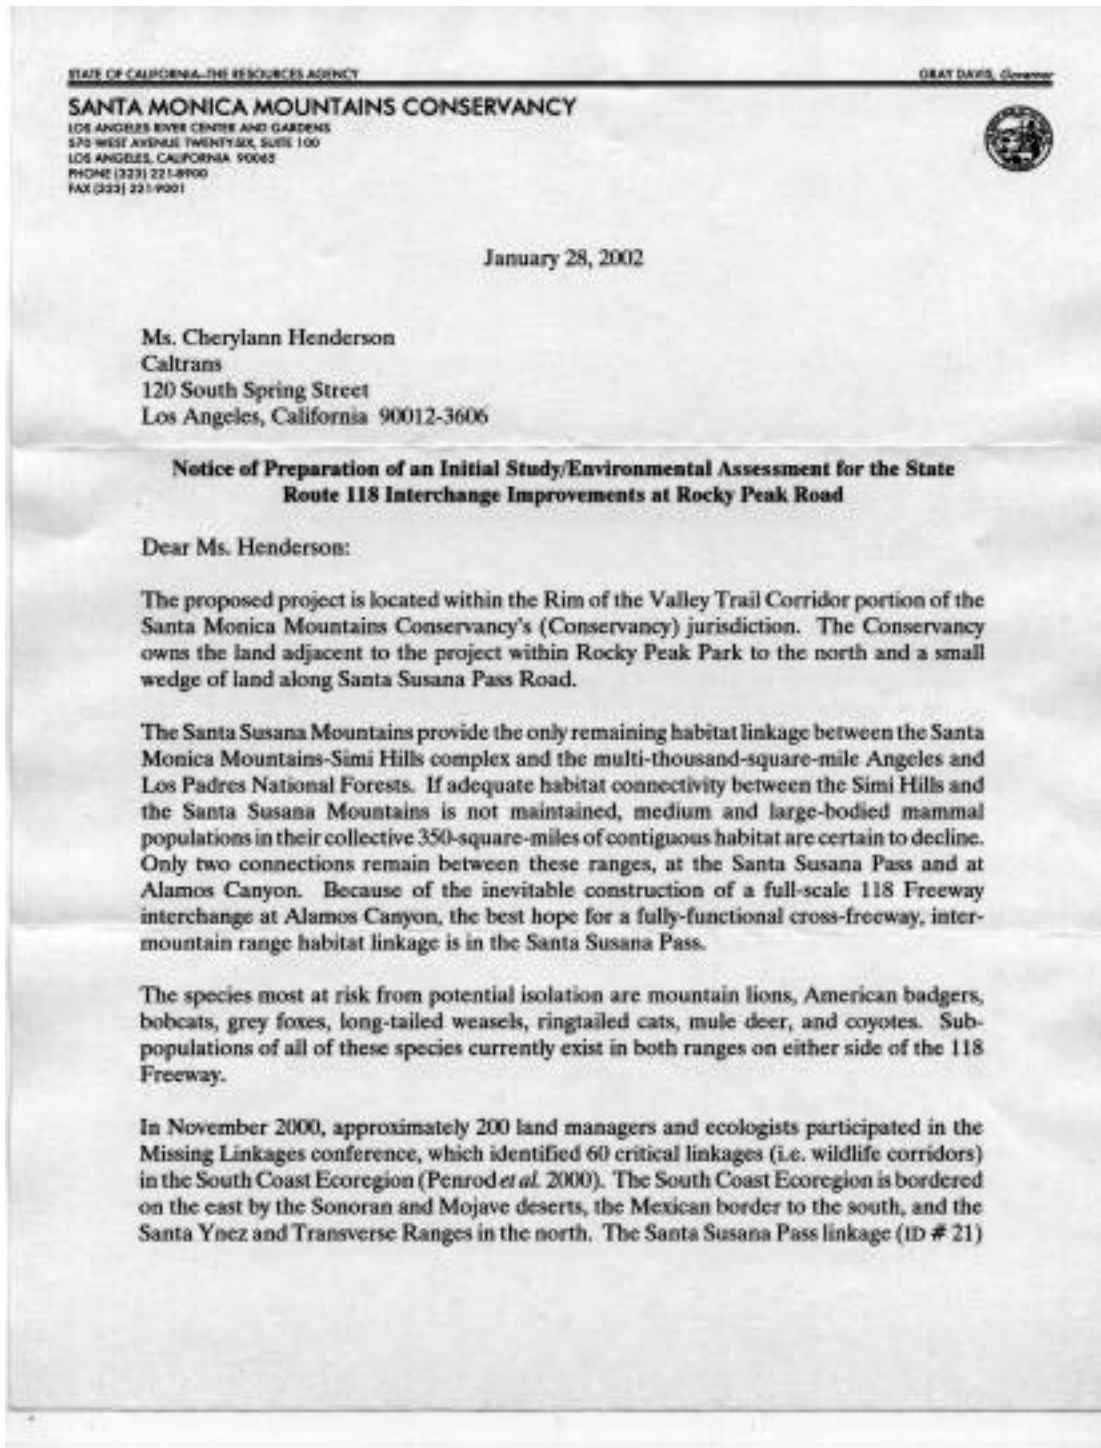 STATE OF CALIFORNIA—THE RESOURCES AGENCY
GRAY DAVIS, Governor
SANTA MONICA MOUNTAINS CONSERVANCY
LOS ANGELES RIVER CENTER AND GARDENS
570 WEST AVENUE TWENTY-SIX, SUITE 100
LOS ANGELES, CALIFORNIA 90065
PHONE (323) 221-8900
FAX (323) 221-9001
January 28, 2002
Ms. Cherylann Henderson
Caltrans
120 South Spring Street
Los Angeles, California 90012-3606
Notice of Preparation of an Initial Study/Environmental Assessment for the State
Route 118 Interchange Improvements at Rocky Peak Road
Dear Ms. Henderson:
The proposed project is located within the Rim of the Valley Trail Corridor portion of the
Santa Monica Mountains Conservancy's (Conservancy) jurisdiction. The Conservancy
owns the land adjacent to the project within Rocky Peak Park to the north and a small
wedge of land along Santa Susana Pass Road.
The Santa Susana Mountains provide the only remaining habitat linkage between the Santa
Monica Mountains-Simi Hills complex and the multi-thousand-square-mile Angeles and
Los Padres National Forests. If adequate habitat connectivity between the Simi Hills and
the Santa Susana Mountains is not maintained, medium and large-bodied mammal
populations in their collective 350-square-miles of contiguous habitat are certain to decline.
Only two connections remain between these ranges, at the Santa Susana Pass and at
Alamos Canyon. Because of the inevitable construction of a full-scale 118 Freeway
interchange at Alamos Canyon, the best hope for a fully-functional cross-freeway, inter-
mountain range habitat linkage is in the Santa Susana Pass.
The species most at risk from potential isolation are mountain lions, American badgers,
bobcats, grey foxes, long-tailed weasels, ringtailed cats, mule deer, and coyotes. Sub-
populations of all of these species currently exist in both ranges on either side of the 118
Freeway.
In November 2000, approximately 200 land managers and ecologists participated in the
Missing Linkages conference, which identified 60 critical linkages (i.e. wildlife corridors)
in the South Coast Ecoregion (Penrod et al. 2000). The South Coast Ecoregion is bordered
on the east by the Sonoran and Mojave deserts, the Mexican border to the south, and the
Santa Ynez and Transverse Ranges in the north. The Santa Susana Pass linkage (ID # 21)